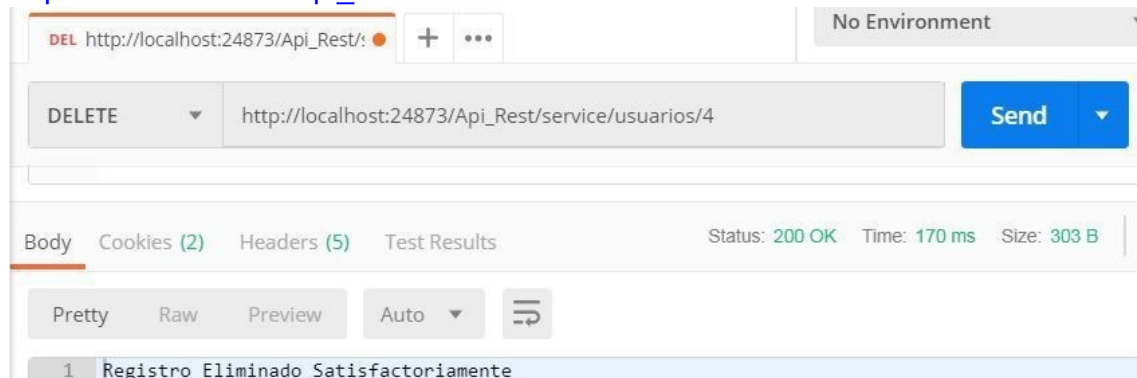 No Environment
DEL http://localhost:24873/Api_Rest/s
DELETE http://localhost:24873/Api_Rest/service/usuarios/4 Send
Body Cookies (2) Headers (5) Test Results Status: 200 OK Time: 170 ms Size: 303 B
Pretty Raw Preview Auto
1 Registro Eliminado Satisfactoriamente